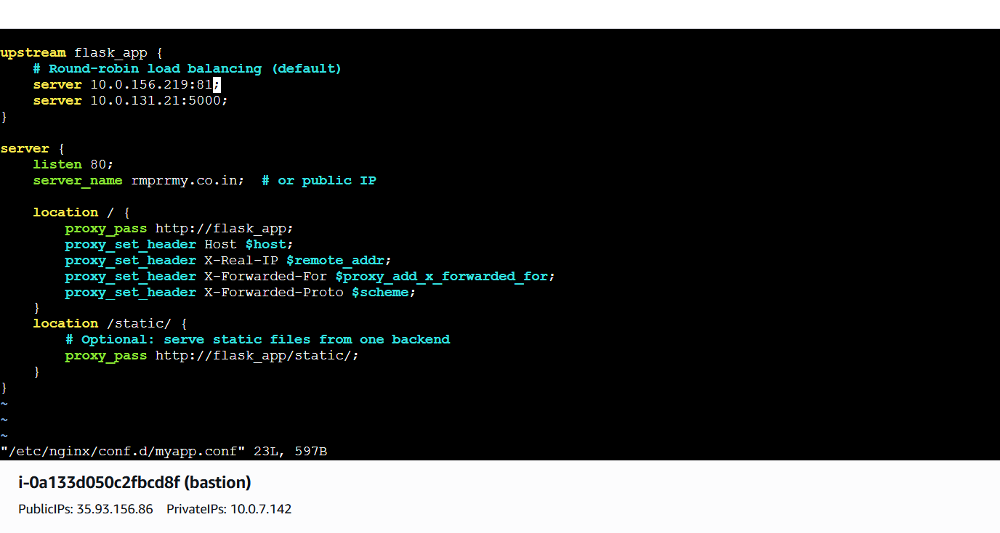 upstream flask_app {
    # Round-robin load balancing (default)
    server 10.0.156.219:81;
    server 10.0.131.21:5000;
}
server {
    listen 80;
    server_name rmprrmy.co.in;  # or public IP
    location / {
        proxy_pass http://flask_app;
        proxy_set_header Host $host;
        proxy_set_header X-Real-IP $remote_addr;
        proxy_set_header X-Forwarded-For $proxy_add_x_forwarded_for;
        proxy_set_header X-Forwarded-Proto $scheme;
    }
    location /static/ {
        # Optional: serve static files from one backend
        proxy_pass http://flask_app/static/;
    }
}
~
~
~
"/etc/nginx/conf.d/myapp.conf" 23L, 597B
i-0a133d050c2fbcd8f (bastion)
PublicIPs: 35.93.156.86    PrivateIPs: 10.0.7.142